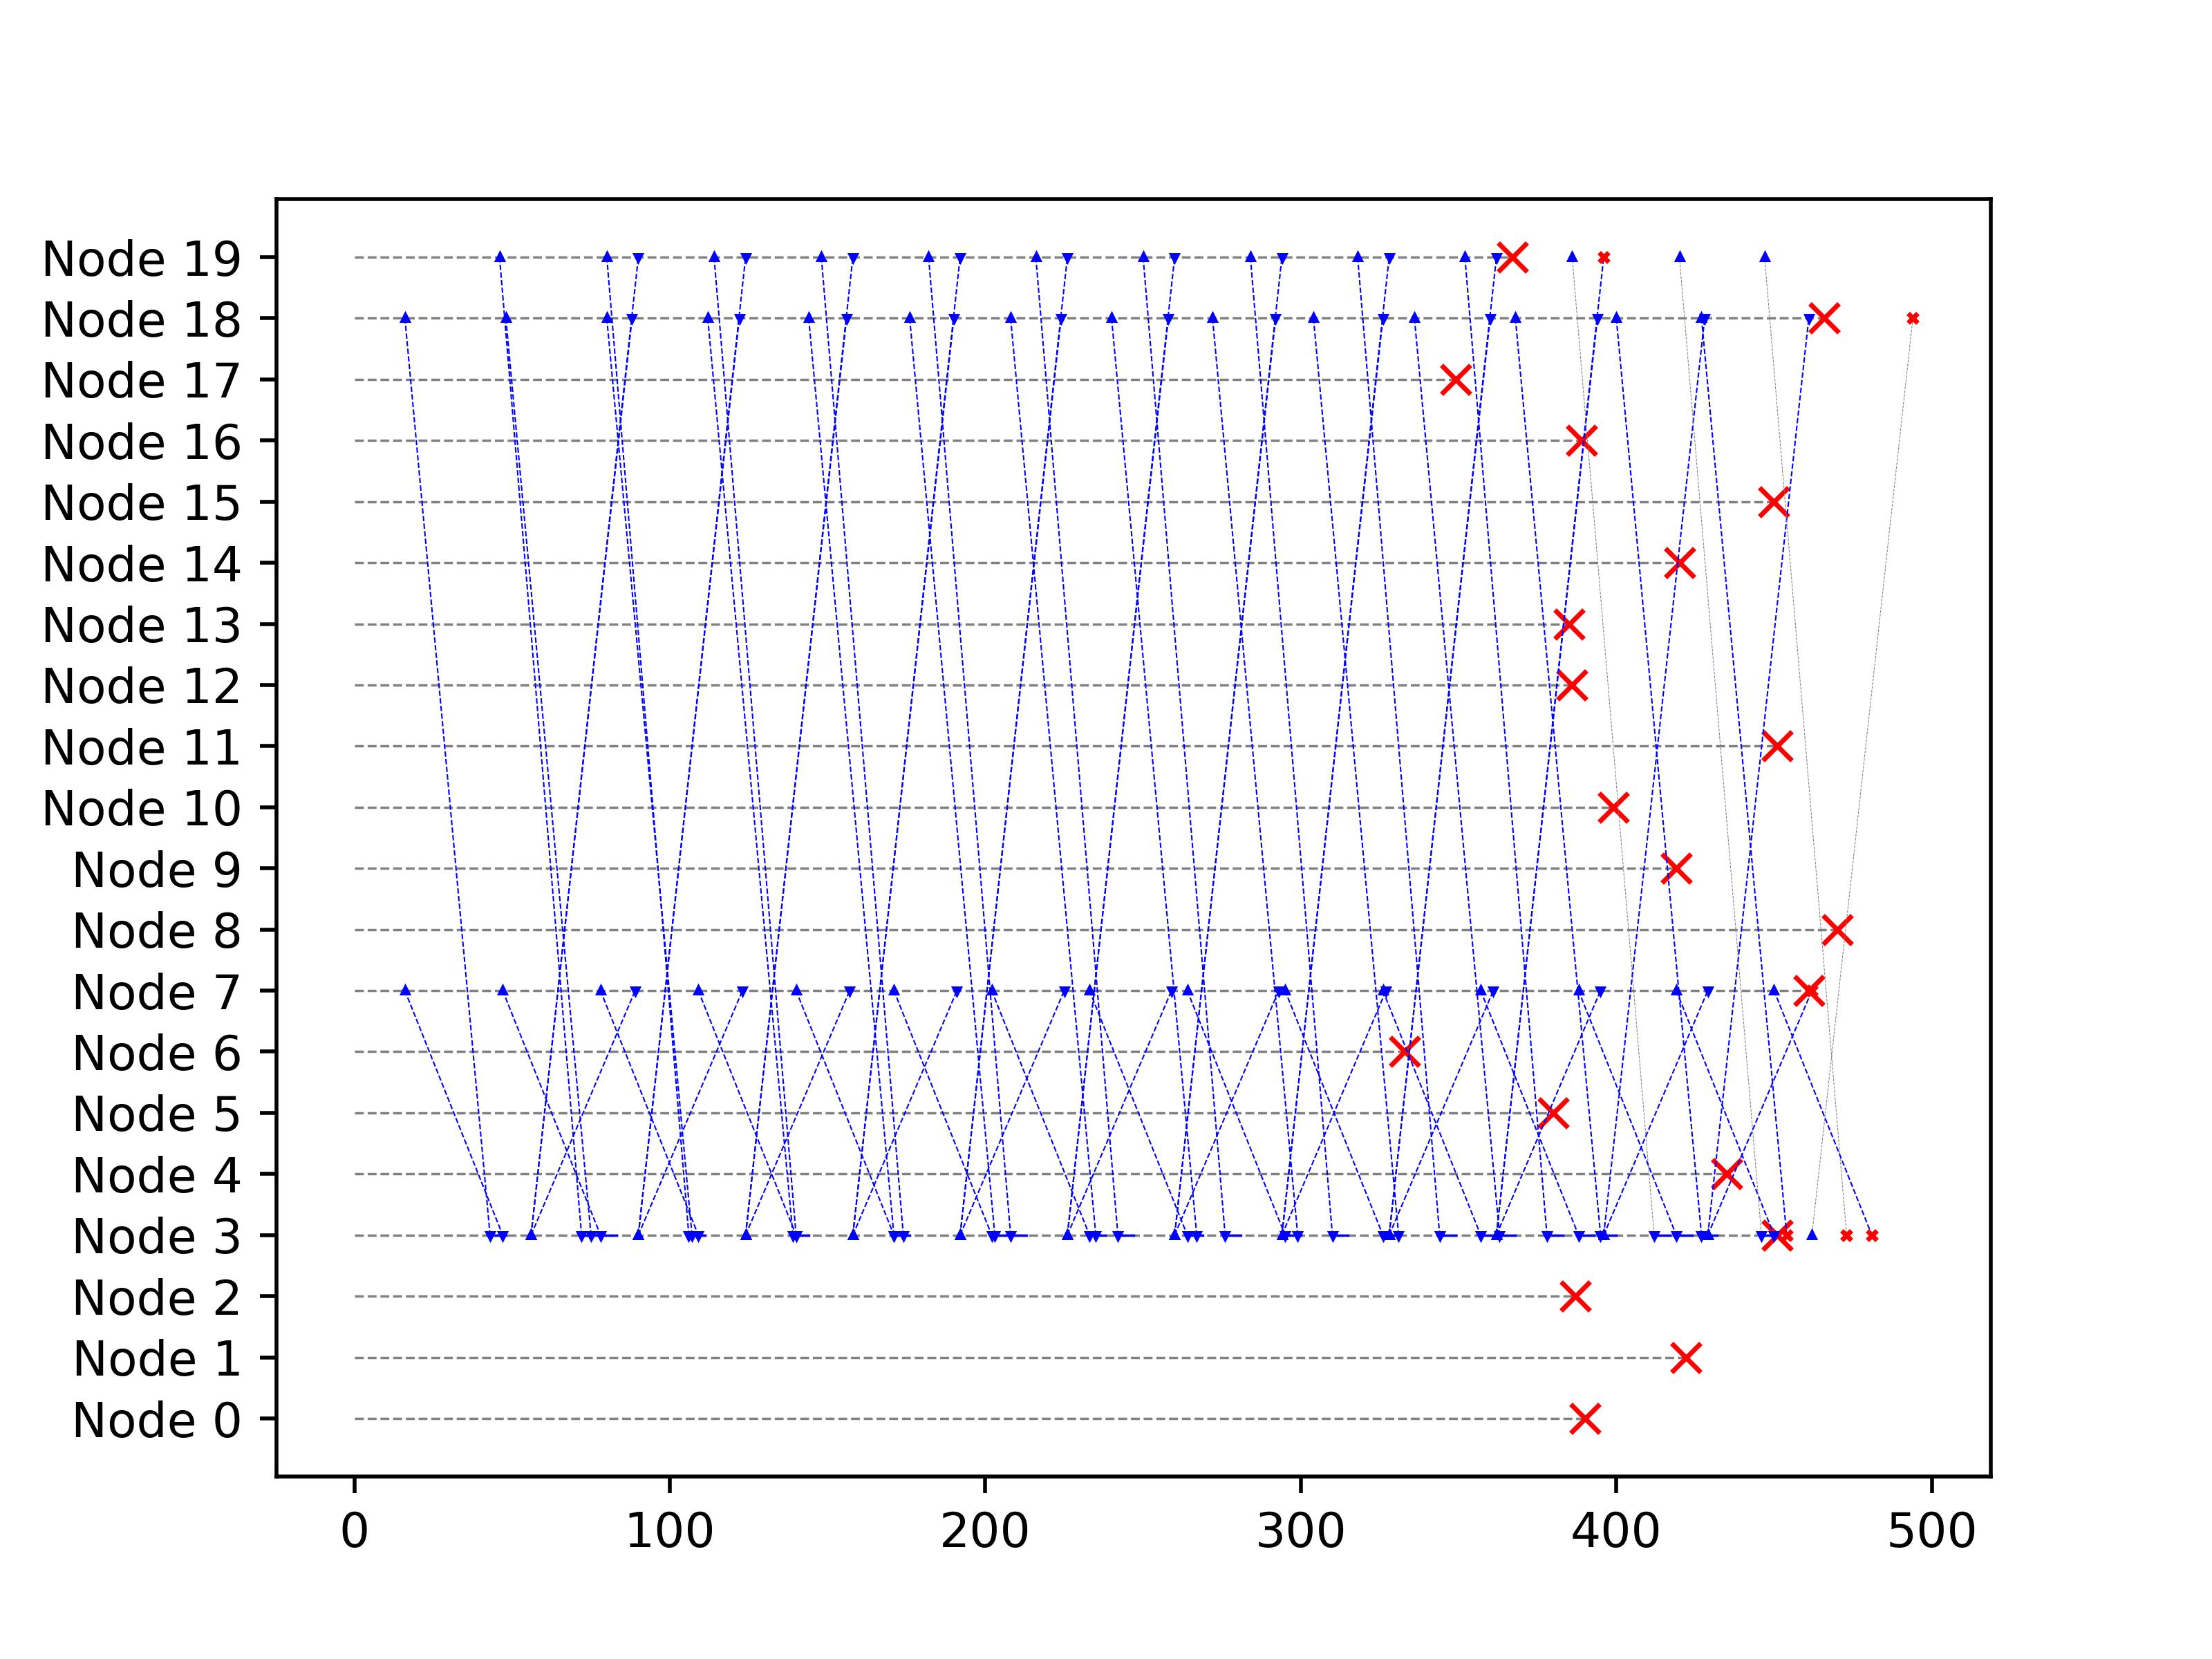 Node 19
Node 18
Node 17
Node 16
Node 15
Node 14
Node 13
Node 12
Node 11
Node 10
Node 9
Node 8
Node 7
Node 6
Node 5
Node 4
Node 3
Node 2
Node 1
Node 0
0 100 200 300 400 500